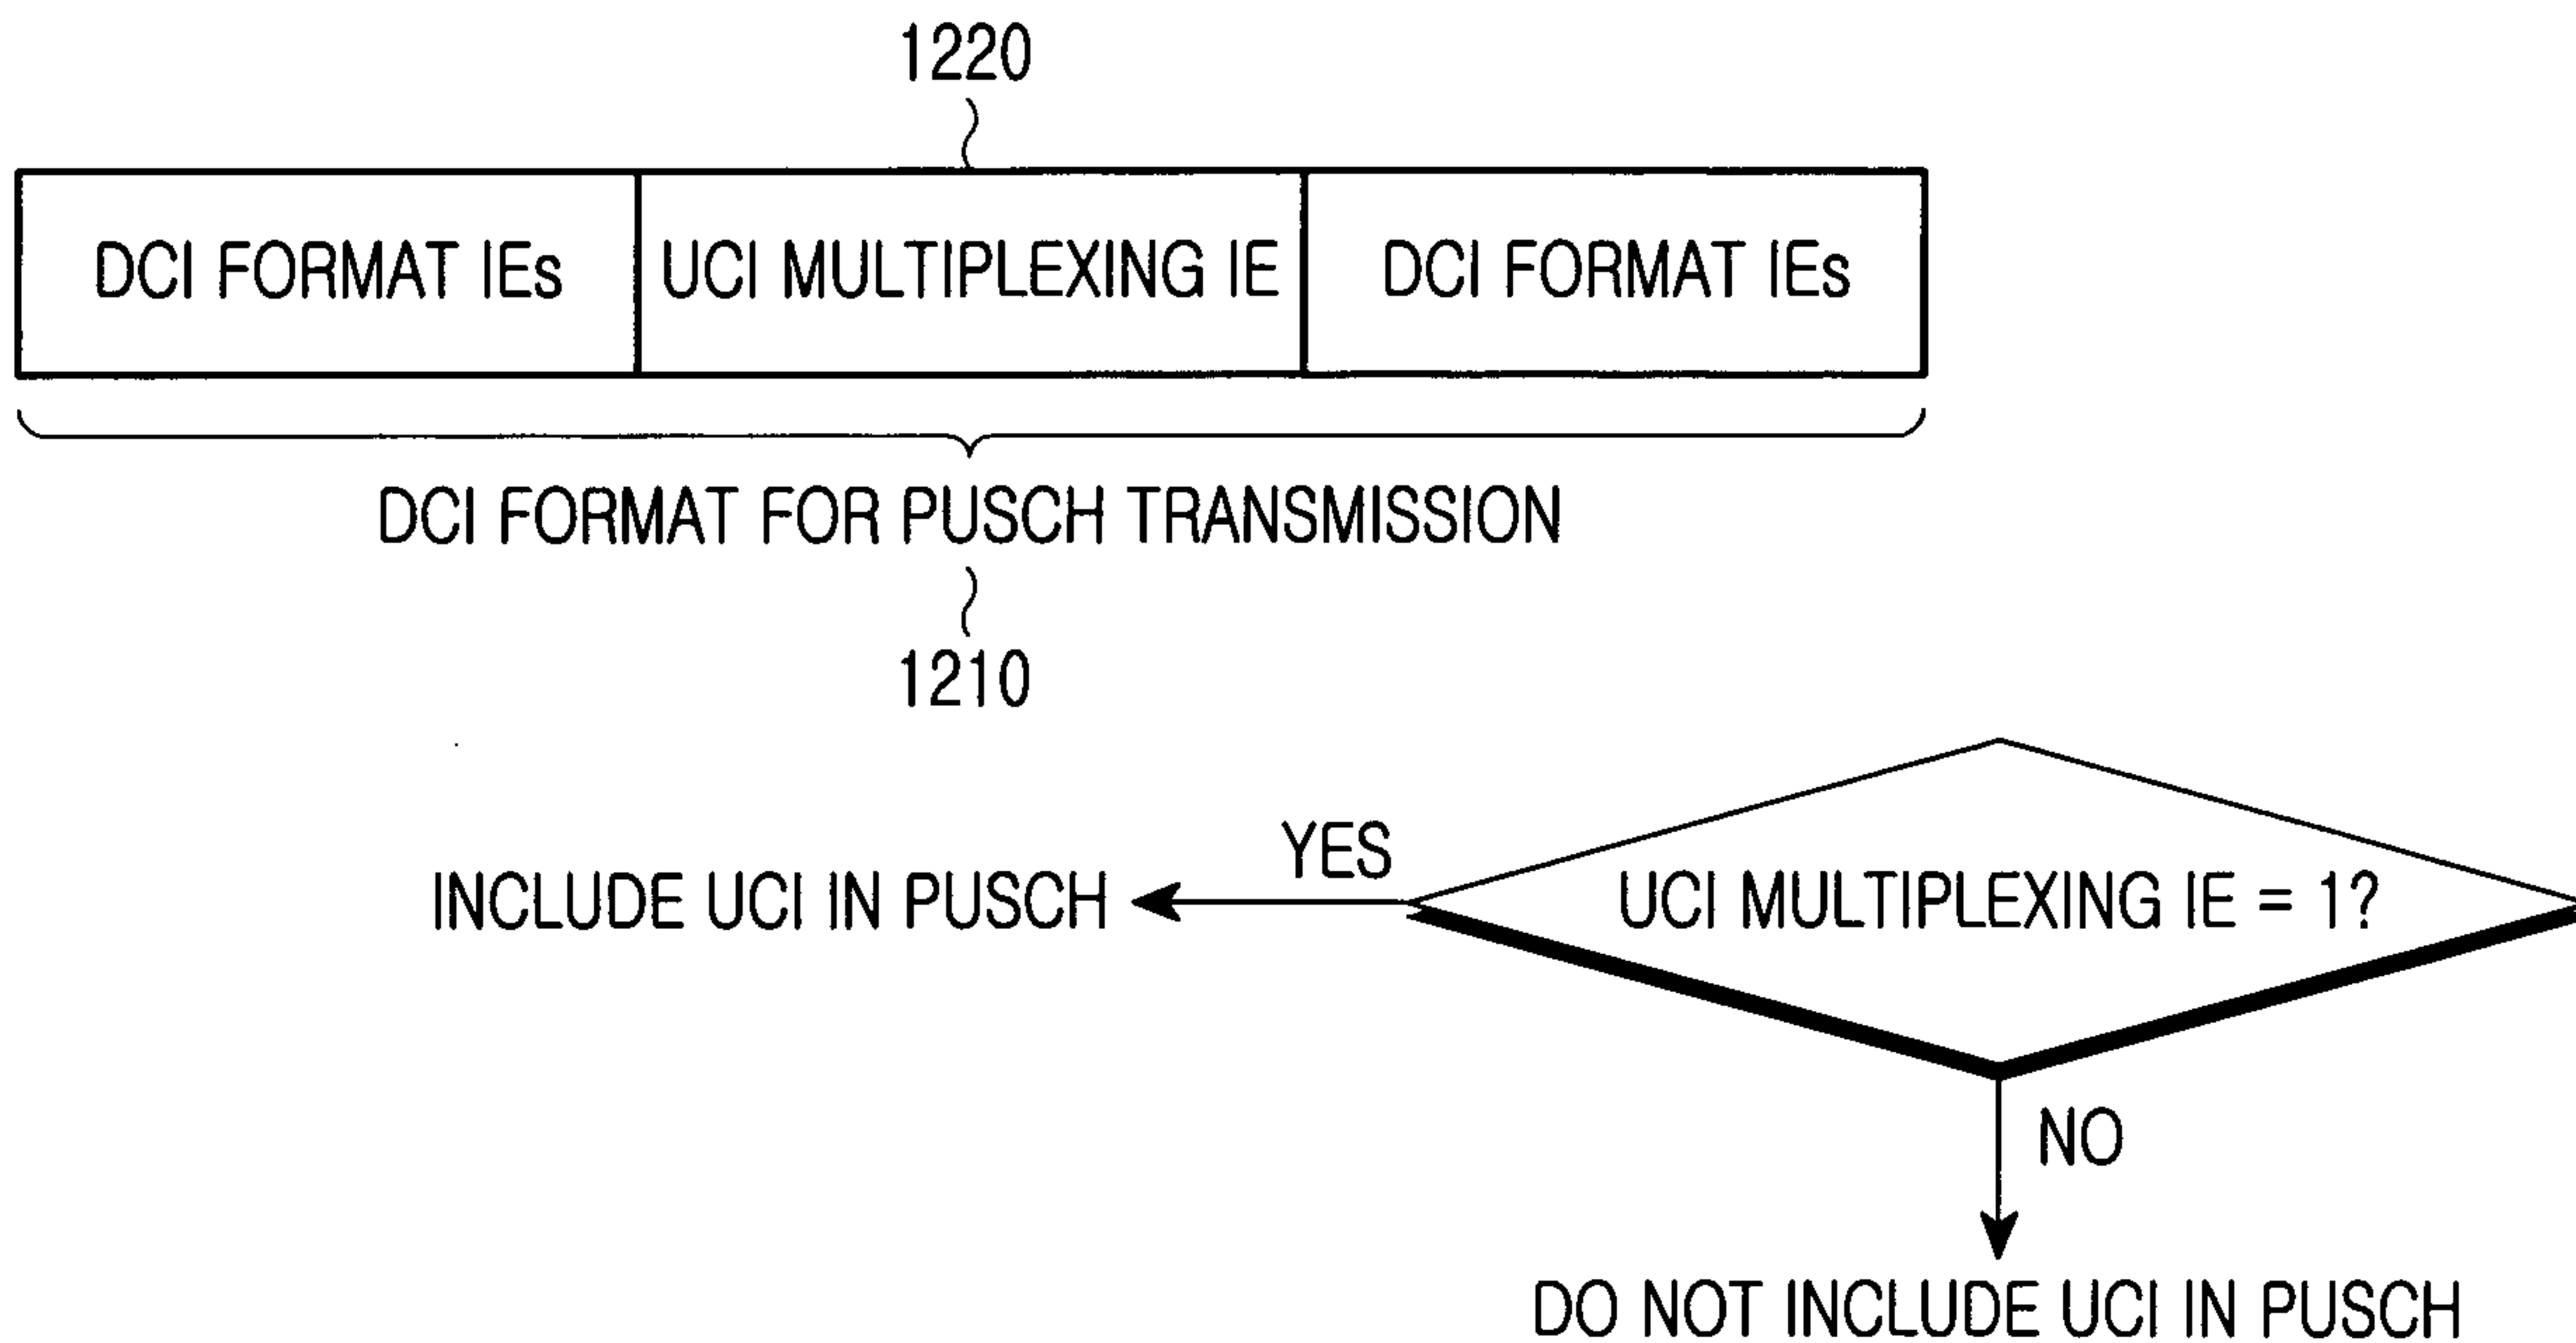 1220
DCI FORMAT IEs
UCI MULTIPLEXING IE
DCI FORMAT IEs
DCI FORMAT FOR PUSCH TRANSMISSION
1210
YES
INCLUDE UCI IN PUSCH
UCI MULTIPLEXING IE = 1?
NO
DO NOT INCLUDE UCI IN PUSCH